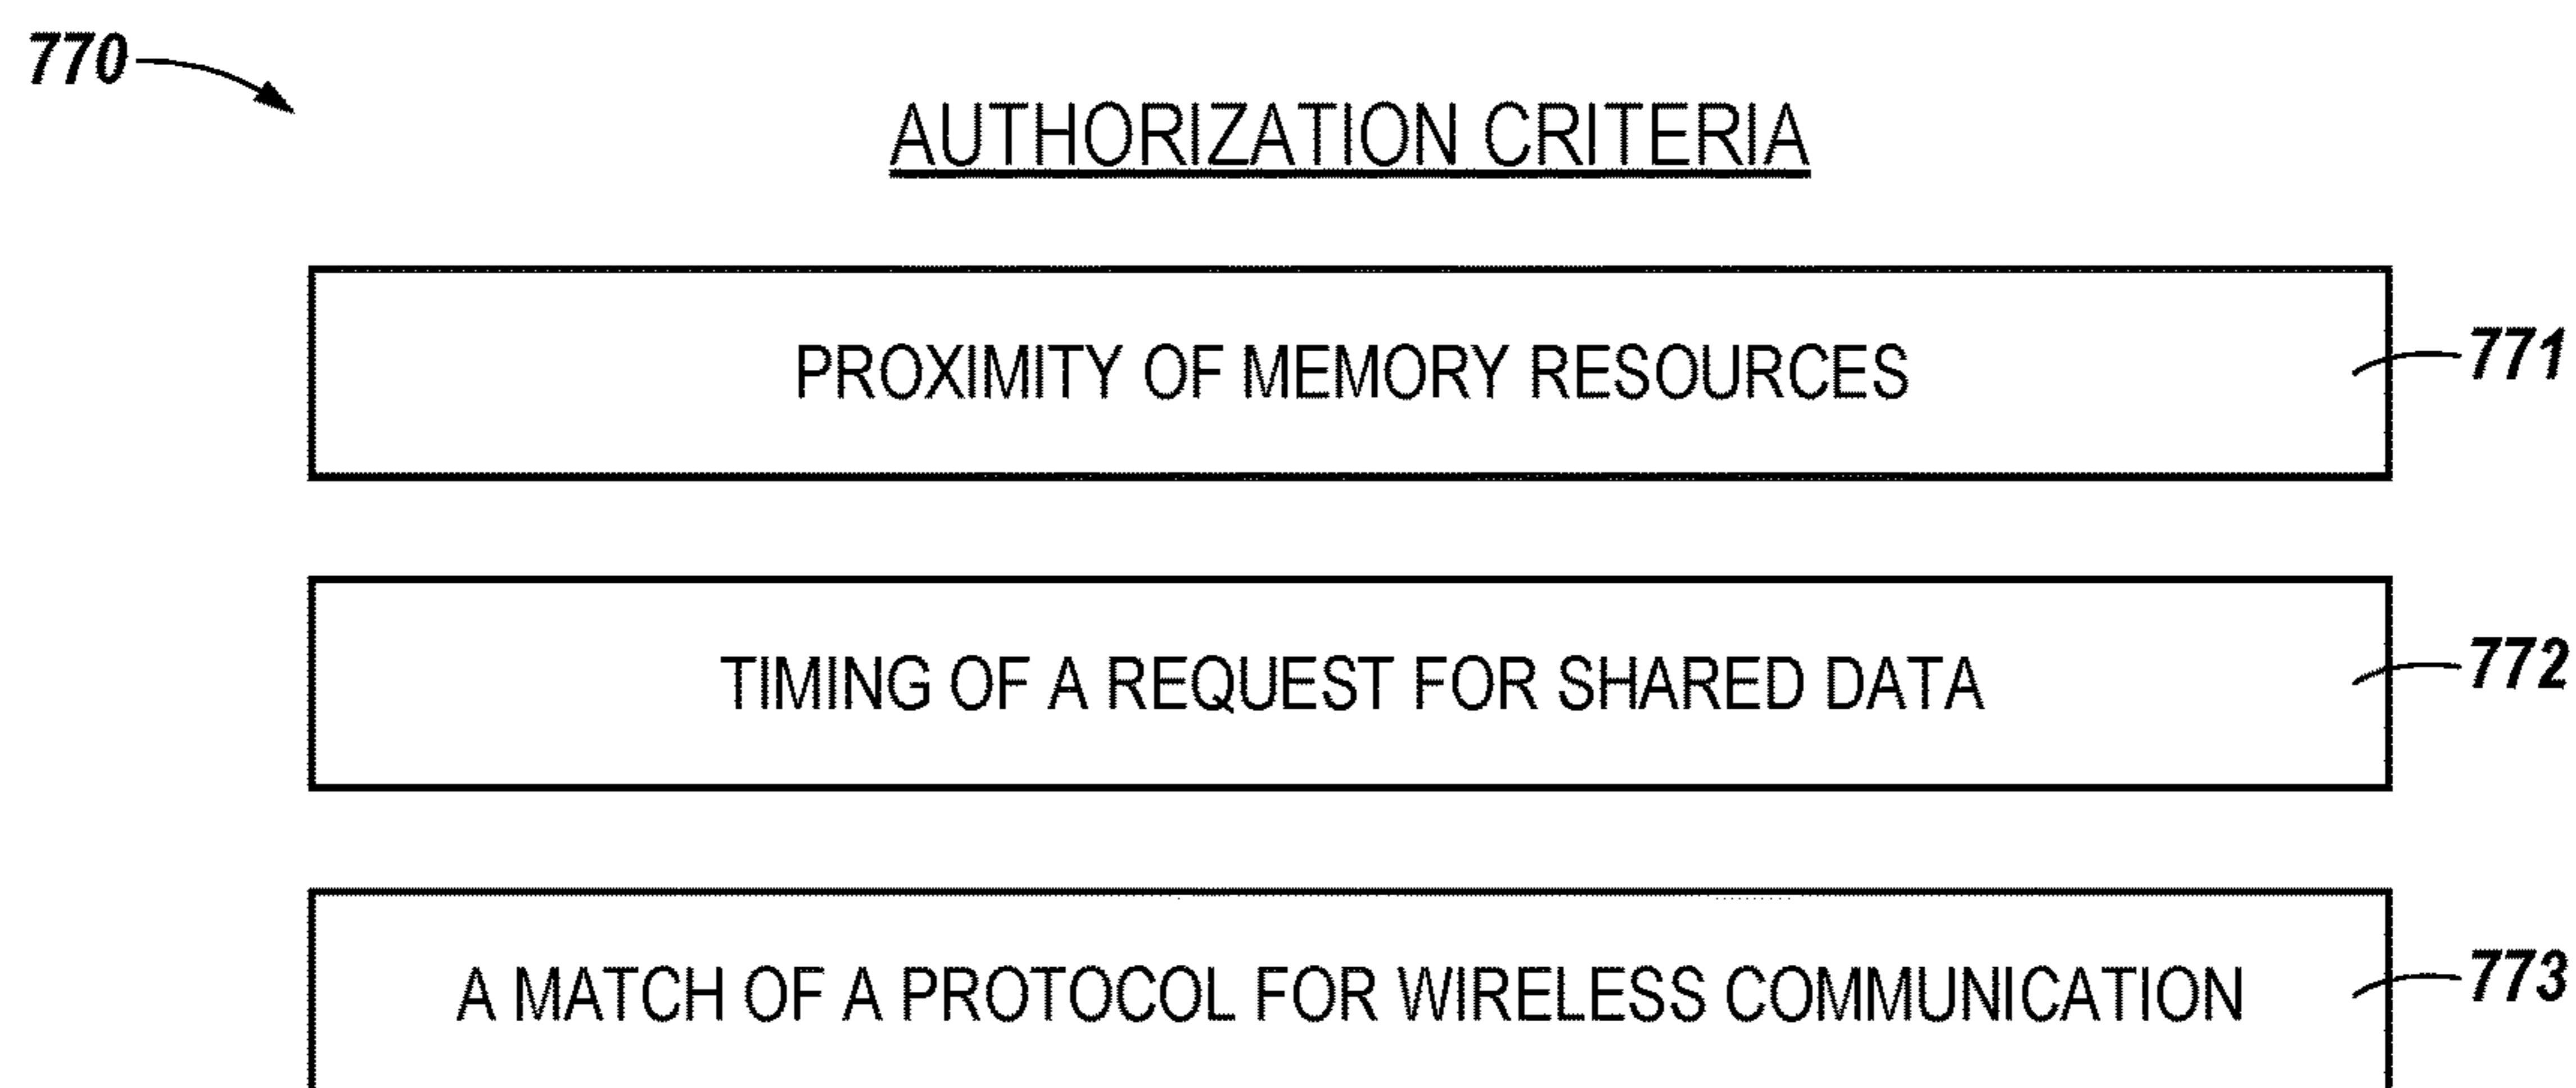 770
AUTHORIZATION CRITERIA
PROXIMITY OF MEMORY RESOURCES
771
TIMING OF A REQUEST FOR SHARED DATA
772
A MATCH OF A PROTOCOL FOR WIRELESS COMMUNICATION
773